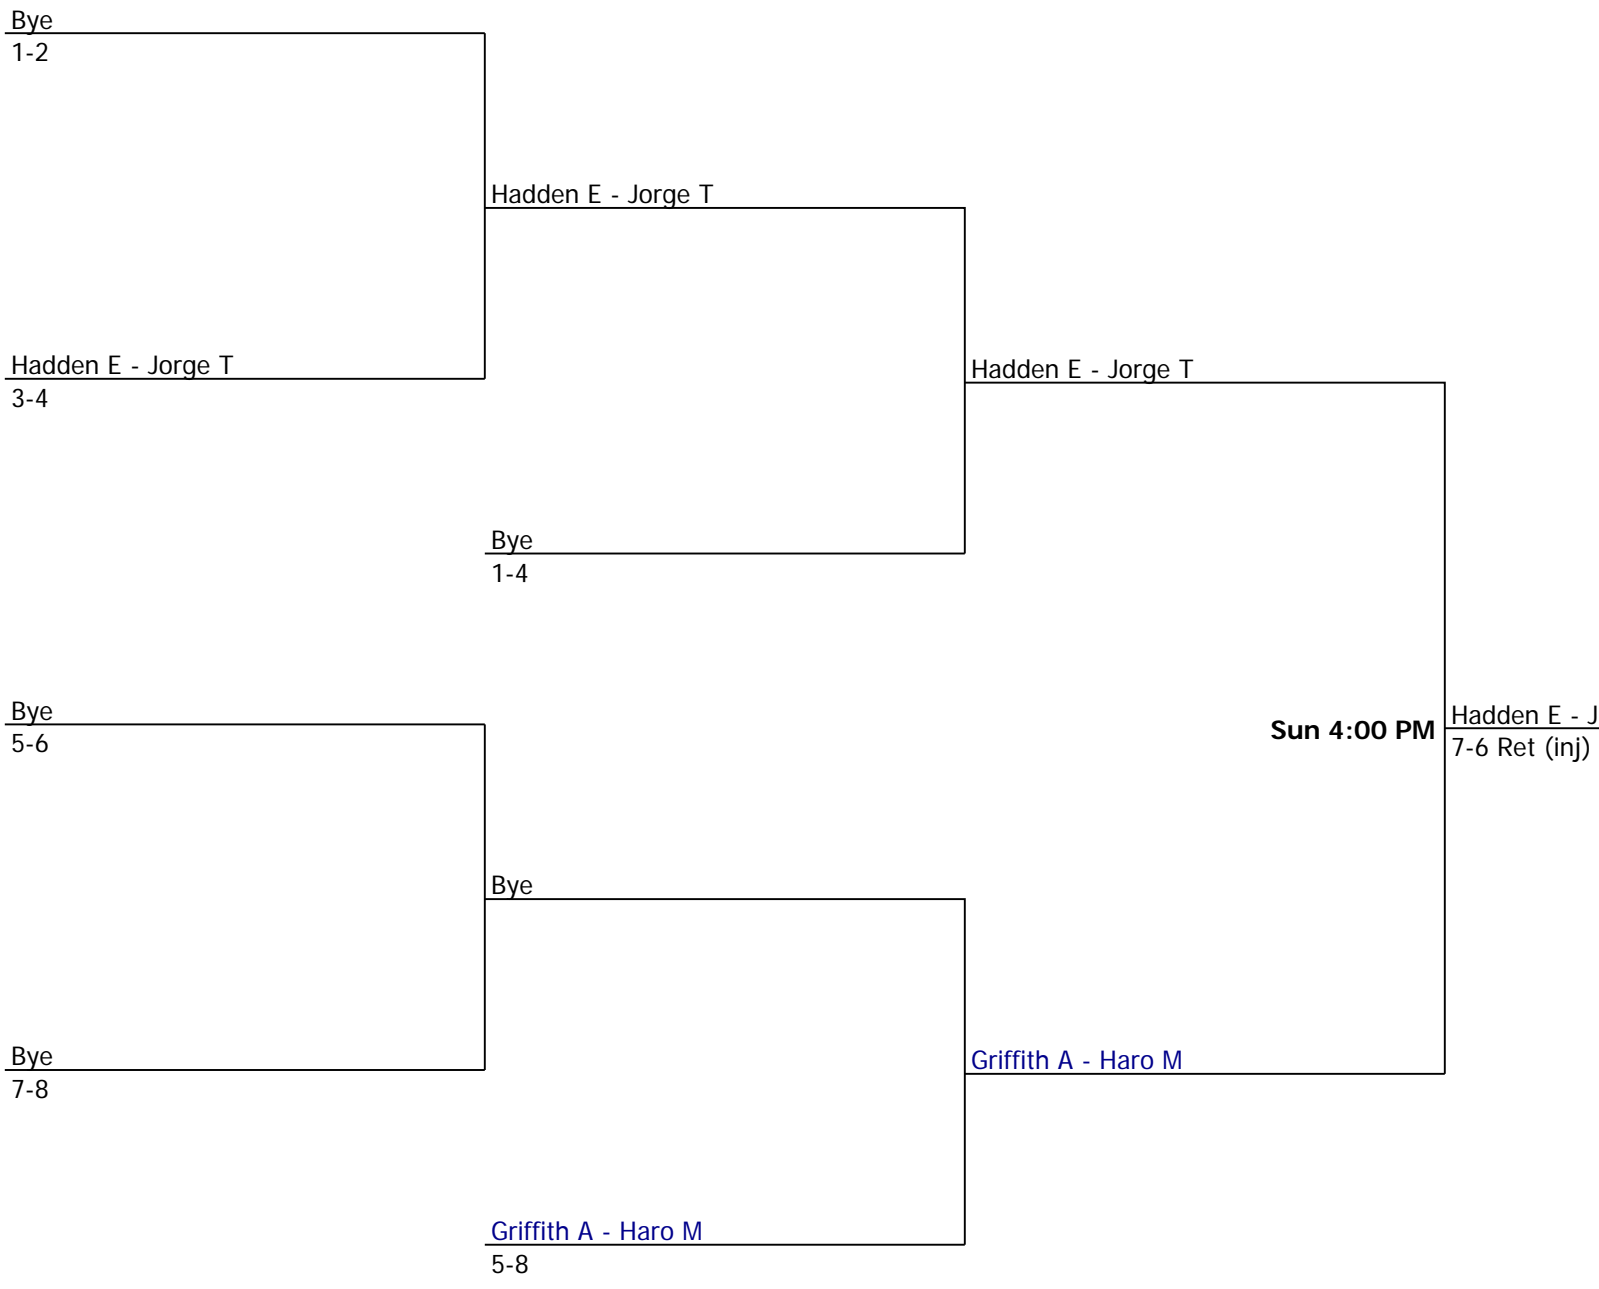 Bye
1-2
Hadden E - Jorge T
Hadden E - Jorge T
3-4
Hadden E - Jorge T
Bye
1-4
Bye
5-6
Sun 4:00 PM
Hadden E - J
7-6 Ret (inj)
Bye
Bye
7-8
Griffith A - Haro M
Griffith A - Haro M
5-8